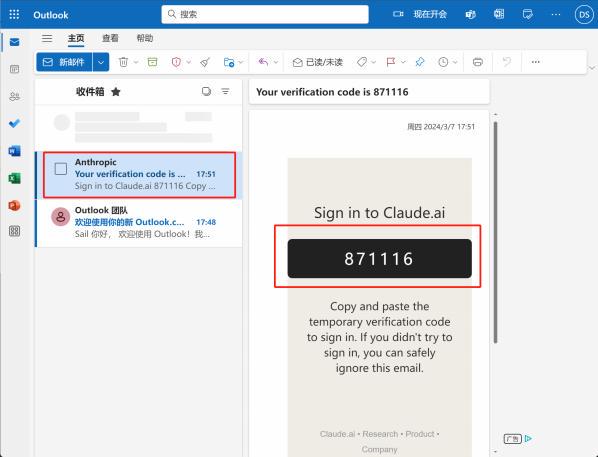 Outlook
搜索
现在开会
DS
主页 查看 帮助
新邮件
已读/未读
收件箱
Anthropic
Your verification code is ... 17:51
Sign in to Claude.ai 871116 Copy ...
Outlook 团队
欢迎使用你的新 Outlook.c... 17:48
Sail 你好， 欢迎使用 Outlook！我...
Your verification code is 871116
周四 2024/3/7 17:51
Sign in to Claude.ai
871116
Copy and paste the
temporary verification code
to sign in. If you didn't try to
sign in, you can safely
ignore this email.
Claude.ai • Research • Product •
Company
广告